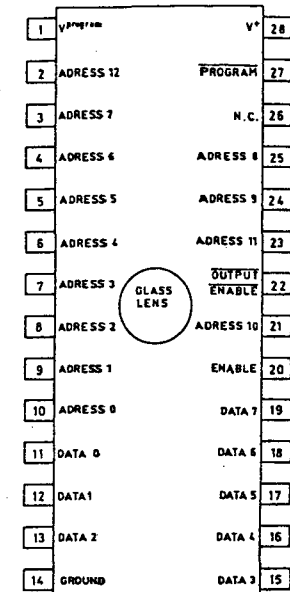 1 Vprogram V+ 28
2 ADRESS 12 PROGRAM 27
3 ADRESS 7 N.C. 26
4 ADRESS 6 ADRESS 8 25
5 ADRESS 5 ADRESS 9 24
6 ADRESS 4 ADRESS 11 23
7 ADRESS 3 GLASS LENS OUTPUT ENABLE 22
8 ADRESS 2 ADRESS 10 21
9 ADRESS 1 ENABLE 20
10 ADRESS 0 DATA 7 19
11 DATA 0 DATA 6 18
12 DATA1 DATA 5 17
13 DATA 2 DATA 4 16
14 GROUND DATA 3 15